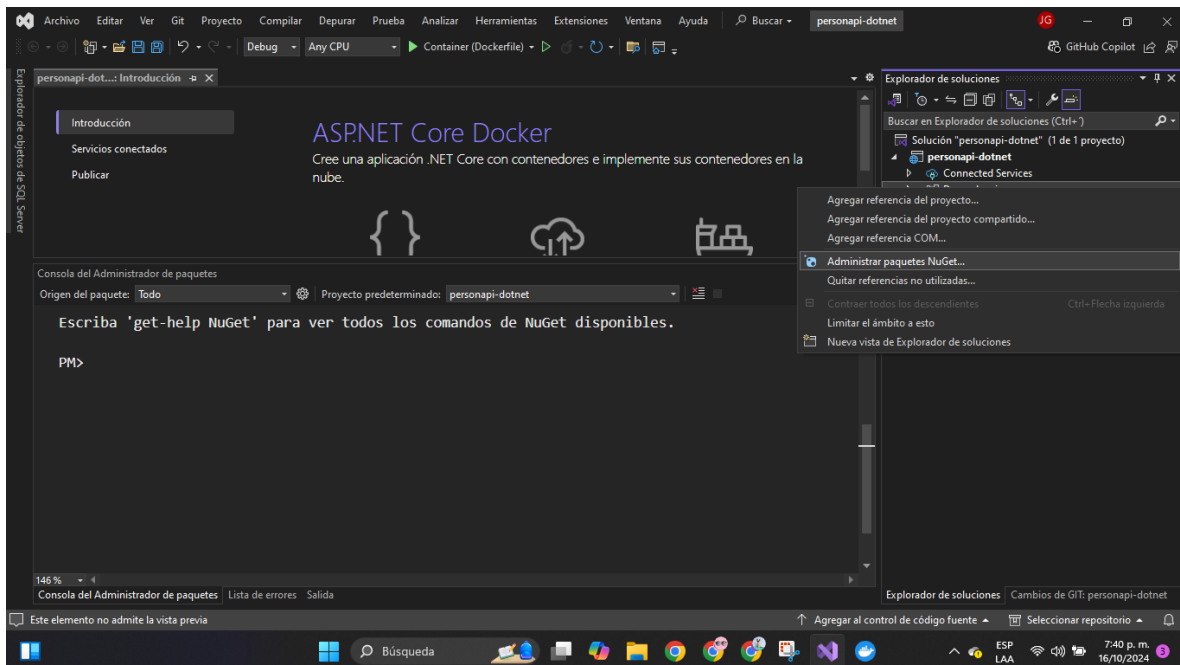 Archivo Editar Ver Git Proyecto Compilar Depurar Prueba Analizar Herramientas Extensiones Ventana Ayuda Buscar personapi-dotnet JG
Debug Any CPU Container (Dockerfile) GitHub Copilot
Explorador de objetos de SQL Server
personapi-dot...: Introducción
Introducción
Servicios conectados
Publicar
ASP.NET Core Docker
Cree una aplicación .NET Core con contenedores e implemente sus contenedores en la
nube.
Explorador de soluciones
Buscar en Explorador de soluciones (Ctrl+´)
Solución "personapi-dotnet" (1 de 1 proyecto)
personapi-dotnet
Connected Services
Agregar referencia del proyecto...
Agregar referencia del proyecto compartido...
Agregar referencia COM...
Administrar paquetes NuGet...
Quitar referencias no utilizadas...
Contraer todos los descendientes Ctrl+Flecha izquierda
Limitar el ámbito a esto
Nueva vista de Explorador de soluciones
Consola del Administrador de paquetes
Origen del paquete: Todo Proyecto predeterminado: personapi-dotnet
Escriba 'get-help NuGet' para ver todos los comandos de NuGet disponibles.
PM>
146 %
Consola del Administrador de paquetes Lista de errores Salida
Explorador de soluciones Cambios de GIT: personapi-dotnet
Este elemento no admite la vista previa Agregar al control de código fuente Seleccionar repositorio
Búsqueda
ESP
LAA
7:40 p. m.
16/10/2024
3